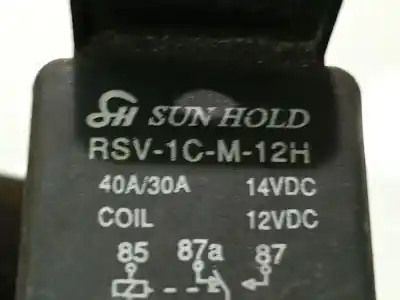 SH SUN HOLD
RSV-1C-M-12H
40A/30A 14VDC
COIL 12VDC
85 87a 87